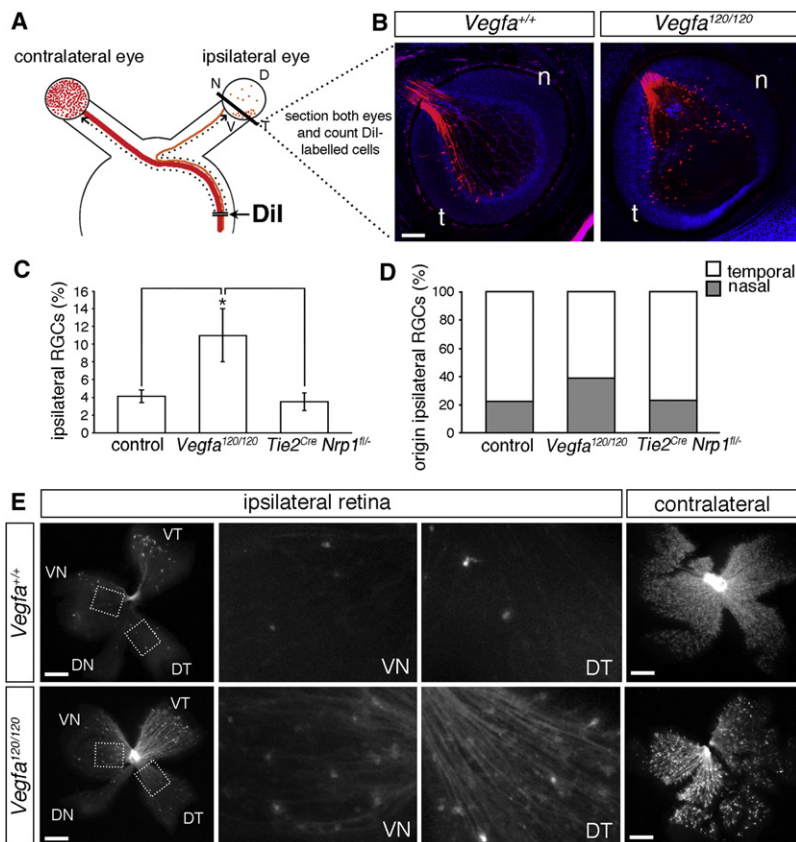 A
contralateral eye
ipsilateral eye
N
D
V
T
section both eyes
and count DiI-
labelled cells
DiI
B
Vegfa+/+
Vegfa120/120
n
t
n
t
C
ipsilateral RGCs (%)
16
14
12
10
8
6
4
2
0
*
control
Vegfa120/120
Tie2Cre Nrp1fl/-
D
temporal
nasal
origin ipsilateral RGCs (%)
100
80
60
40
20
0
control
Vegfa120/120
Tie2Cre Nrp1fl/-
E
ipsilateral retina
contralateral
Vegfa+/+
VT
VN
DN
DT
VN
DT
Vegfa120/120
VT
VN
DN
DT
VN
DT